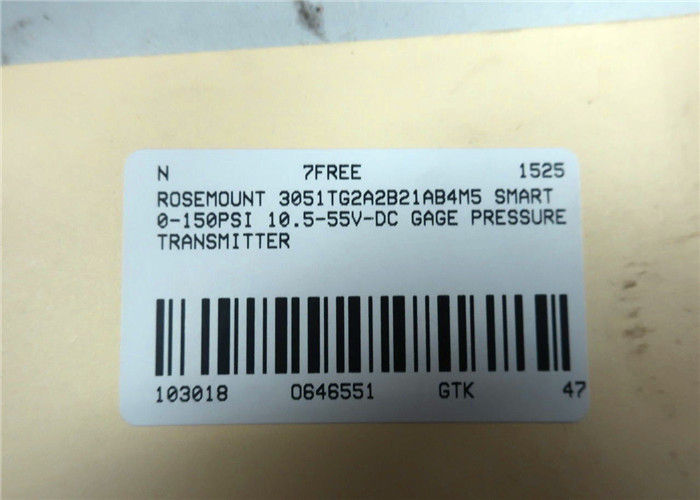 N 7FREE 1525
ROSEMOUNT 3051TG2A2B21AB4M5 SMART
0-150PSI 10.5-55V-DC GAGE PRESSURE
TRANSMITTER
103018 0646551 GTK 47